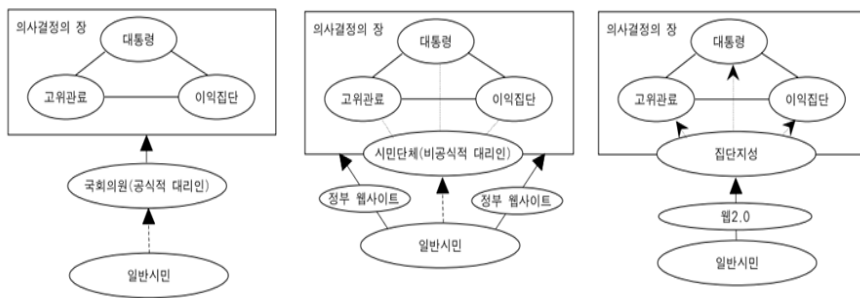 의사결정의 장
대통령
고위관료
이익집단
국회의원(공식적 대리인)
일반시민
의사결정의 장
대통령
고위관료
이익집단
시민단체(비공식적 대리인)
정부 웹사이트
정부 웹사이트
일반시민
의사결정의 장
대통령
고위관료
이익집단
집단지성
웹2.0
일반시민